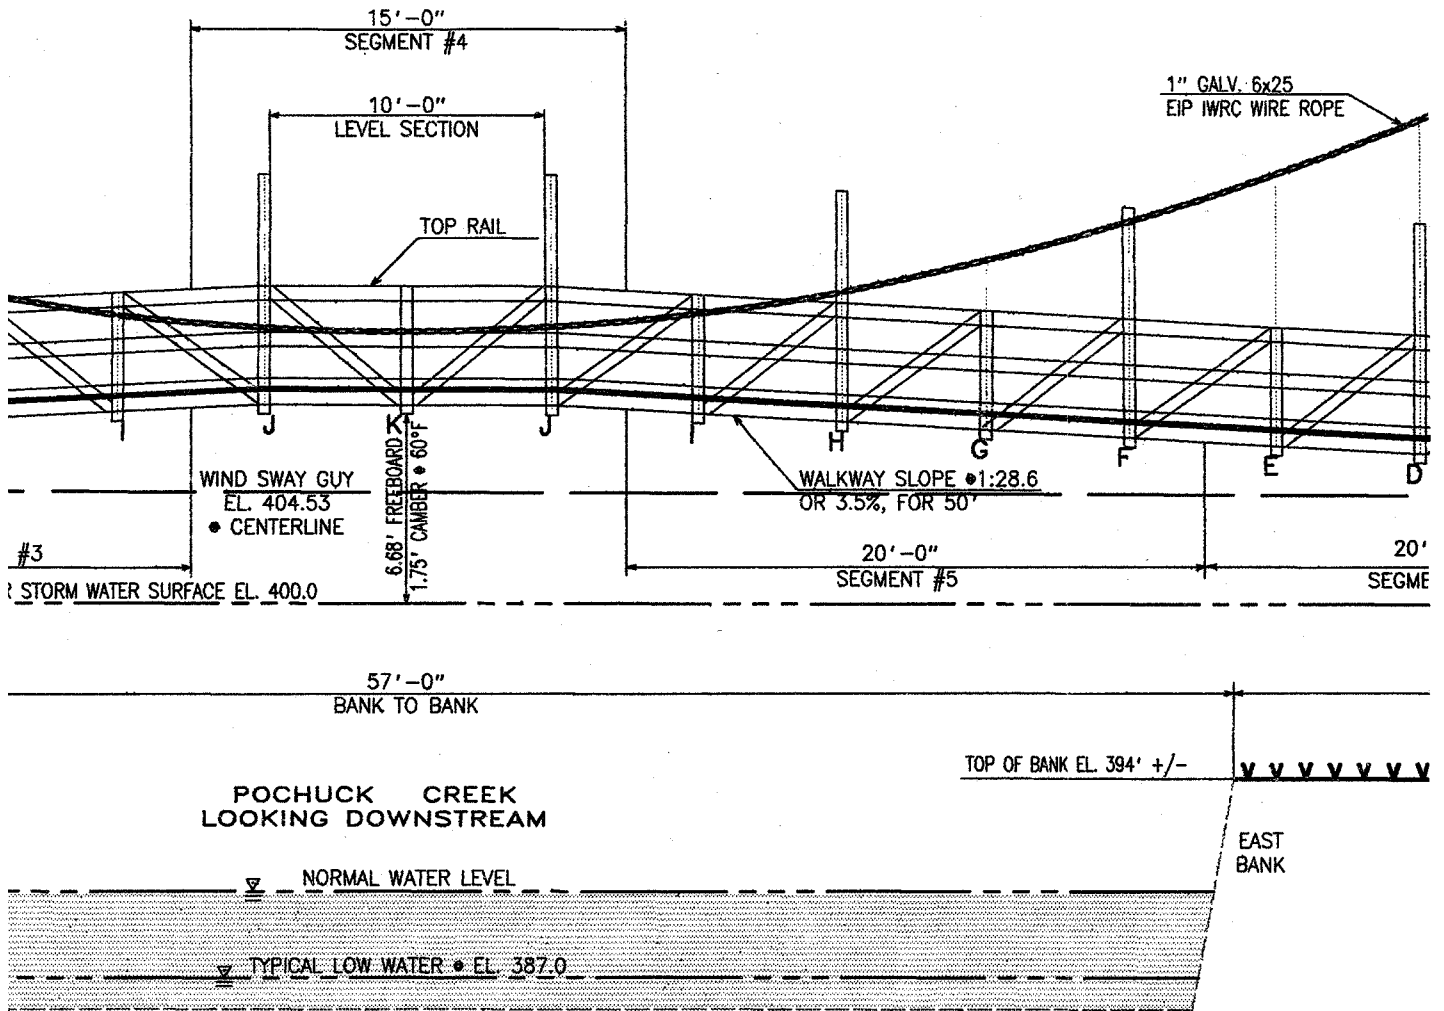 15'-0"
SEGMENT #4
10'-0"
LEVEL SECTION
1" GALV. 6x25
EIP IWRC WIRE ROPE
TOP RAIL
I
J
K
J
I
H
G
F
E
D
6.68' FREEBOARD
1.75' CAMBER @ 60°F
WIND SWAY GUY
EL. 404.53
@ CENTERLINE
WALKWAY SLOPE @1:28.6
OR 3.5%, FOR 50'
#3
20'-0"
SEGMENT #5
20'
SEGME
R STORM WATER SURFACE EL. 400.0
57'-0"
BANK TO BANK
TOP OF BANK EL. 394' +/-
POCHUCK CREEK
LOOKING DOWNSTREAM
EAST
BANK
NORMAL WATER LEVEL
TYPICAL LOW WATER @ EL. 387.0